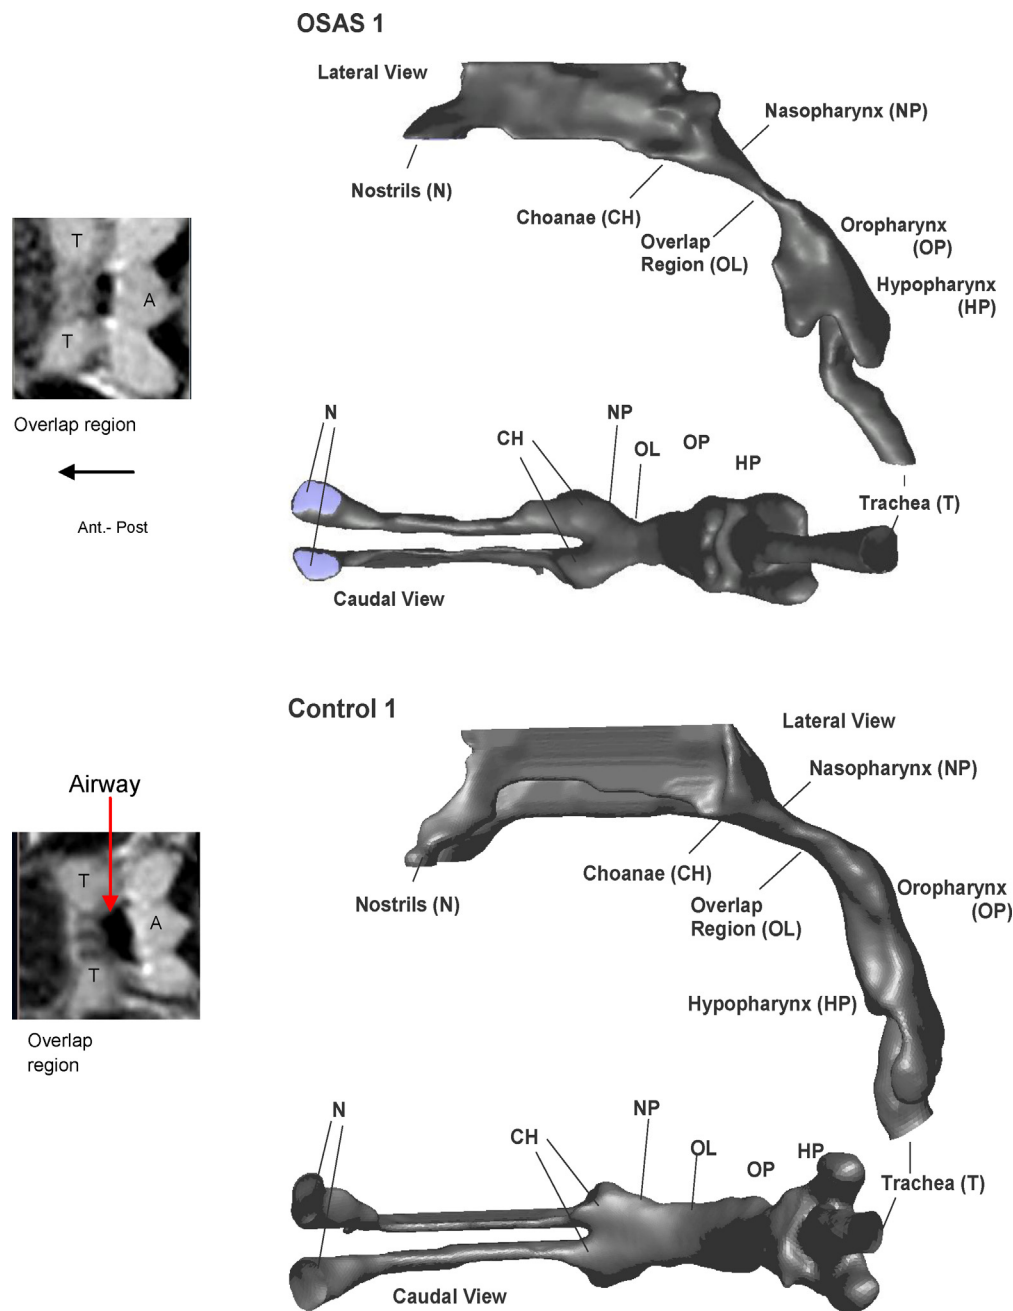 OSAS 1
Lateral View
Nasopharynx (NP)
Nostrils (N)
Choanae (CH)
Overlap
Region (OL)
Oropharynx
(OP)
Hypopharynx
(HP)
T
A
T
Overlap region
Ant.- Post
N
CH
NP
OL
OP
HP
Trachea (T)
Caudal View
Control 1
Lateral View
Nasopharynx (NP)
Choanae (CH)
Nostrils (N)
Overlap
Region (OL)
Oropharynx
(OP)
Hypopharynx (HP)
Airway
T
A
T
Overlap
region
N
CH
NP
OL
OP
HP
Trachea (T)
Caudal View